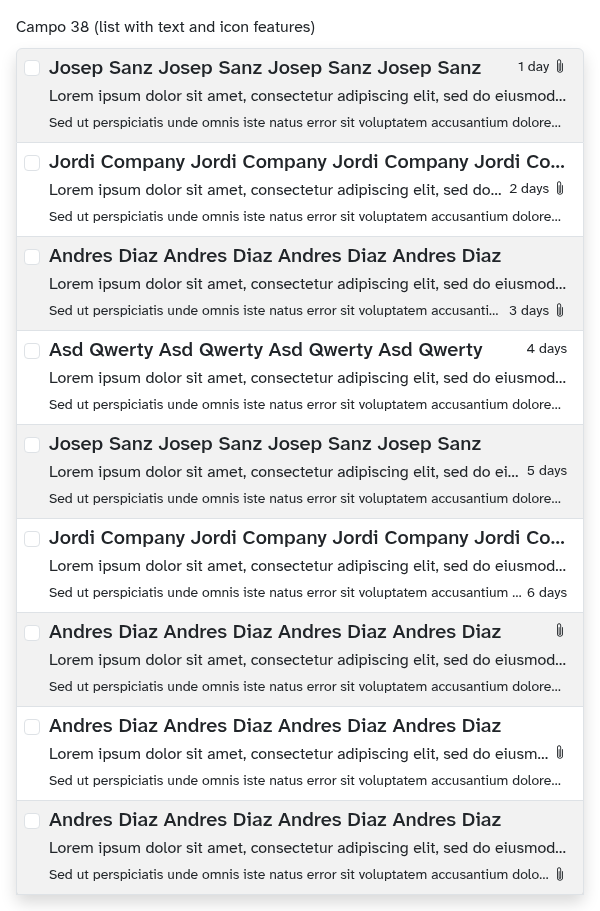 Campo 38 (list with text and icon features)
Josep Sanz Josep Sanz Josep Sanz Josep Sanz 1 day
Lorem ipsum dolor sit amet, consectetur adipiscing elit, sed do eiusmod...
Sed ut perspiciatis unde omnis iste natus error sit voluptatem accusantium dolore...
Jordi Company Jordi Company Jordi Company Jordi Co...
Lorem ipsum dolor sit amet, consectetur adipiscing elit, sed do... 2 days
Sed ut perspiciatis unde omnis iste natus error sit voluptatem accusantium dolore...
Andres Diaz Andres Diaz Andres Diaz Andres Diaz
Lorem ipsum dolor sit amet, consectetur adipiscing elit, sed do eiusmod...
Sed ut perspiciatis unde omnis iste natus error sit voluptatem accusanti... 3 days
Asd Qwerty Asd Qwerty Asd Qwerty Asd Qwerty 4 days
Lorem ipsum dolor sit amet, consectetur adipiscing elit, sed do eiusmod...
Sed ut perspiciatis unde omnis iste natus error sit voluptatem accusantium dolore...
Josep Sanz Josep Sanz Josep Sanz Josep Sanz
Lorem ipsum dolor sit amet, consectetur adipiscing elit, sed do ei... 5 days
Sed ut perspiciatis unde omnis iste natus error sit voluptatem accusantium dolore...
Jordi Company Jordi Company Jordi Company Jordi Co...
Lorem ipsum dolor sit amet, consectetur adipiscing elit, sed do eiusmod...
Sed ut perspiciatis unde omnis iste natus error sit voluptatem accusantium ... 6 days
Andres Diaz Andres Diaz Andres Diaz Andres Diaz
Lorem ipsum dolor sit amet, consectetur adipiscing elit, sed do eiusmod...
Sed ut perspiciatis unde omnis iste natus error sit voluptatem accusantium dolore...
Andres Diaz Andres Diaz Andres Diaz Andres Diaz
Lorem ipsum dolor sit amet, consectetur adipiscing elit, sed do eiusm...
Sed ut perspiciatis unde omnis iste natus error sit voluptatem accusantium dolore...
Andres Diaz Andres Diaz Andres Diaz Andres Diaz
Lorem ipsum dolor sit amet, consectetur adipiscing elit, sed do eiusmod...
Sed ut perspiciatis unde omnis iste natus error sit voluptatem accusantium dolo...